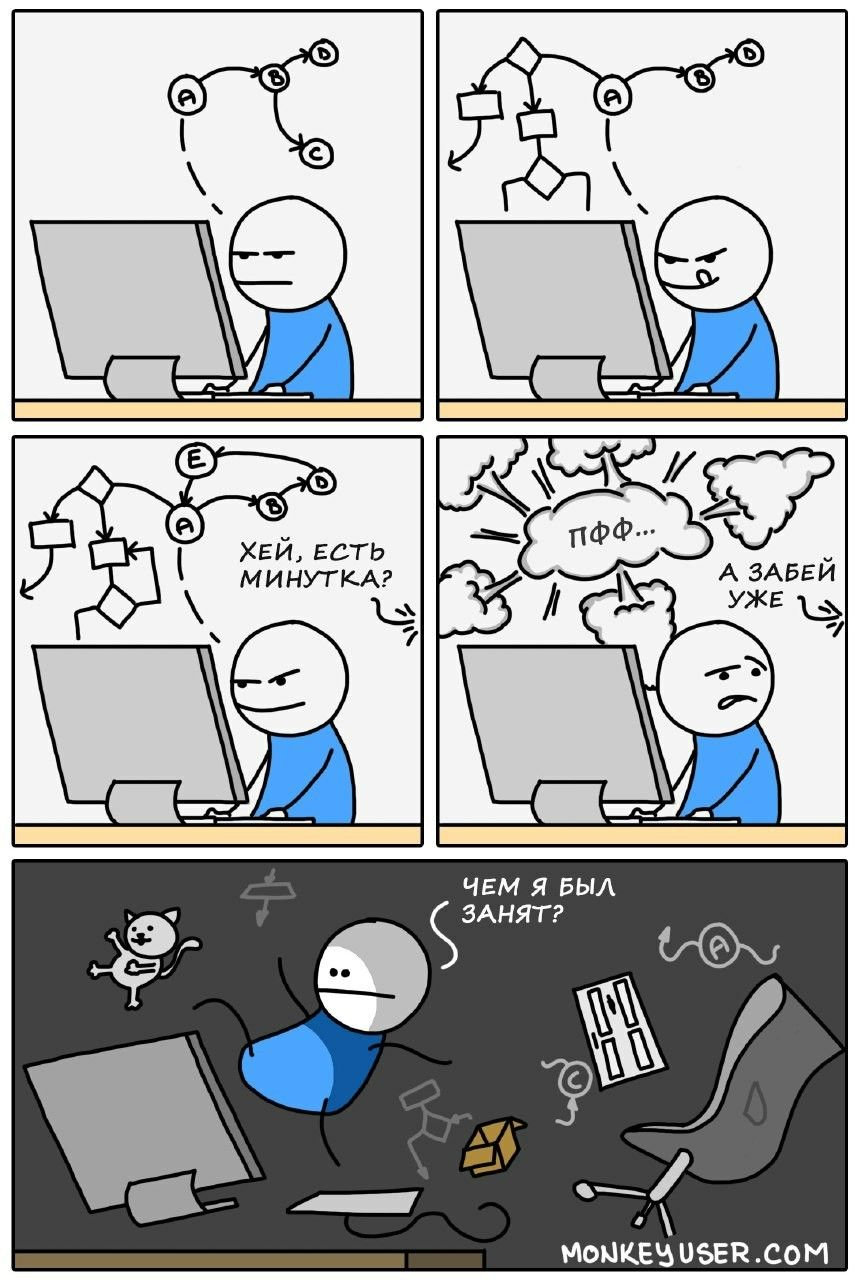 D
B
A
C
D
B
A
E
D
B
A
ХЕЙ, ЕСТЬ
МИНУТКА?
ПФФ...
А ЗАБЕЙ
УЖЕ
ЧЕМ Я БЫЛ
ЗАНЯТ?
A
C
MONKEYUSER.COM